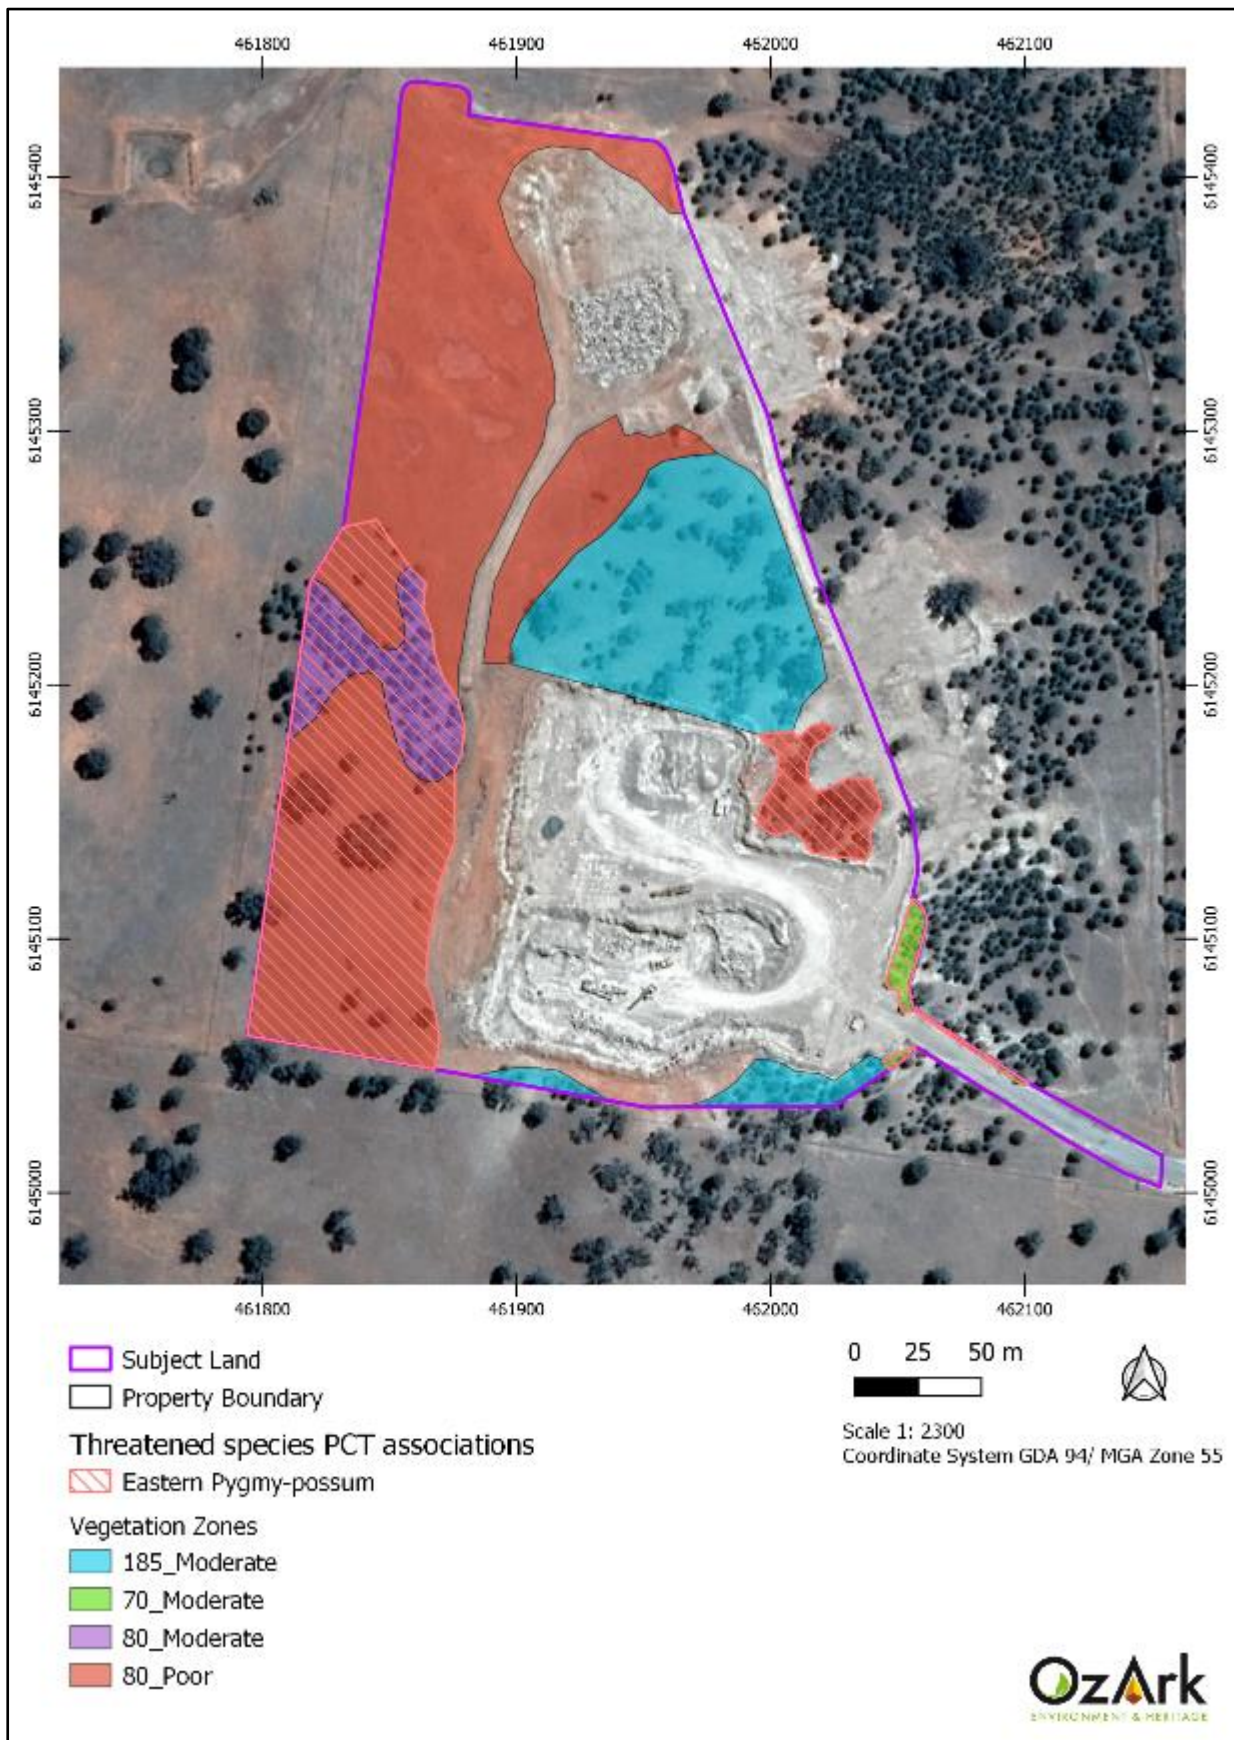 461800 461900 462000 462100
6145400 6145400
6145300 6145300
6145200 6145200
6145100 6145100
6145000 6145000
461800 461900 462000 462100
Subject Land
Property Boundary
Threatened species PCT associations
Eastern Pygmy-possum
Vegetation Zones
185_Moderate
70_Moderate
80_Moderate
80_Poor
0 25 50 m
Scale 1: 2300
Coordinate System GDA 94/ MGA Zone 55
OzArk
ENVIRONMENT & HERITAGE